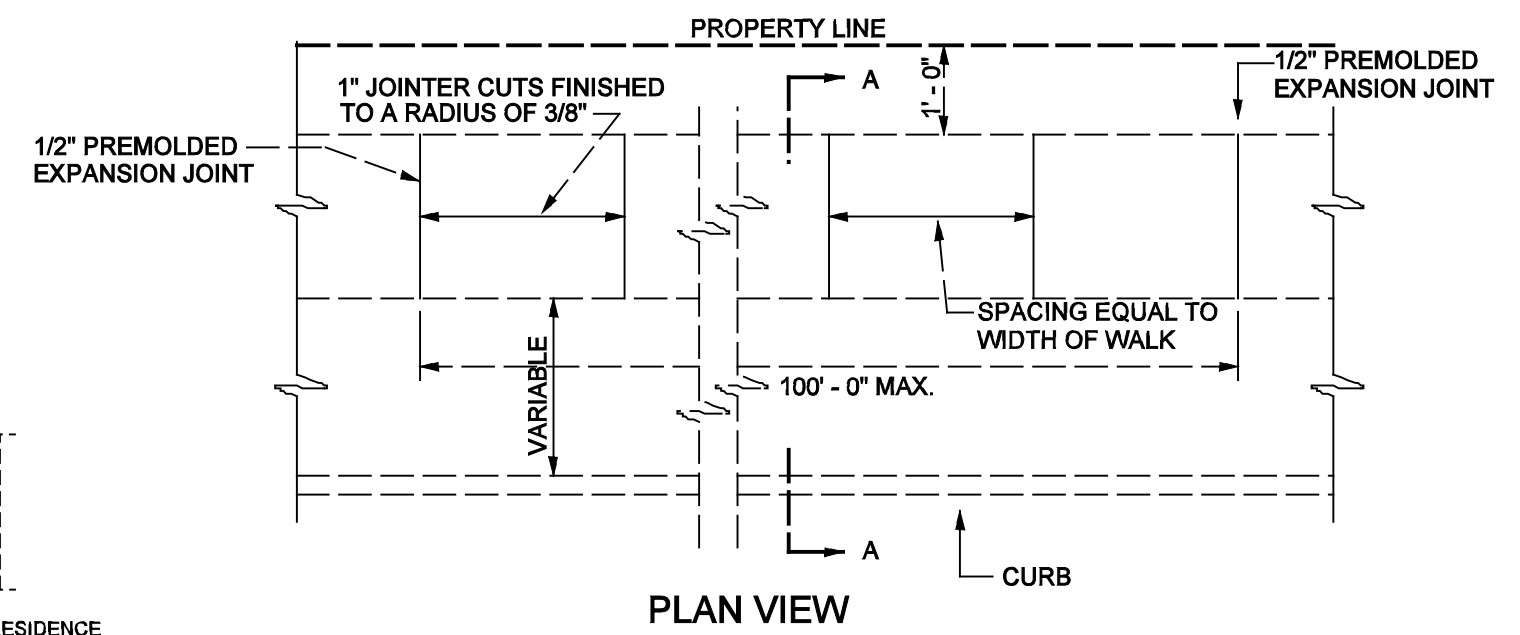 PROPERTY LINE
1" JOINTER CUTS FINISHED
TO A RADIUS OF 3/8"
A
1' - 0"
1/2" PREMOLDED
EXPANSION JOINT
1/2" PREMOLDED
EXPANSION JOINT
SPACING EQUAL TO
WIDTH OF WALK
VARIABLE
100' - 0" MAX.
A
CURB
PLAN VIEW
ESIDENCE